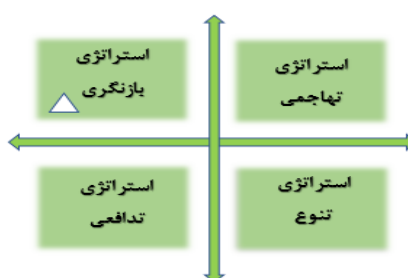 استراتژی
تهاجمی
استراتژی
بازنگری
استراتژی
تنوع
استراتژی
تدافعی